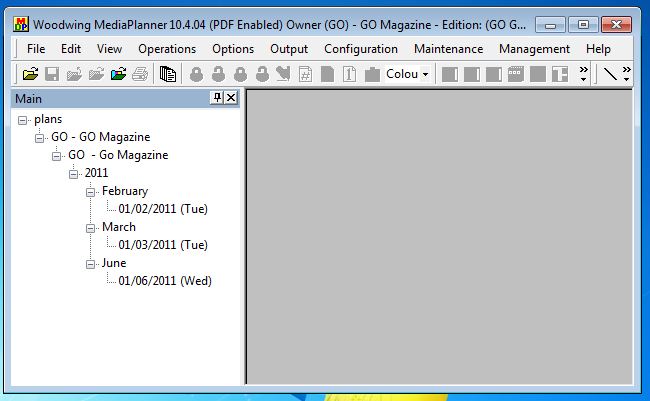 Woodwing MediaPlanner 10.4.04 (PDF Enabled) Owner (GO) - GO Magazine - Edition: (GO G...
File Edit View Operations Options Output Configuration Maintenance Management Help
Colou
Main
plans
GO - GO Magazine
GO - Go Magazine
2011
February
01/02/2011 (Tue)
March
01/03/2011 (Tue)
June
01/06/2011 (Wed)